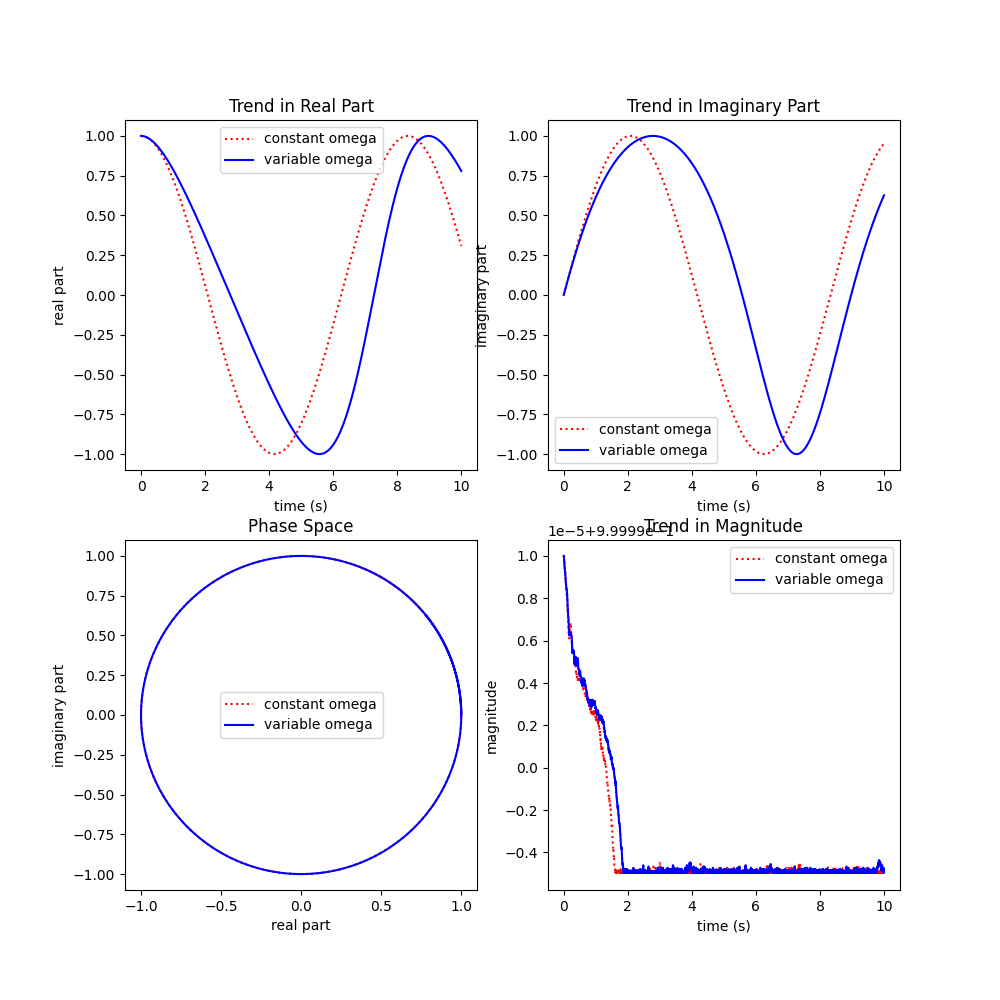 Trend in Real Part
1.00
0.75
0.50
0.25
0.00
−0.25
−0.50
−0.75
−1.00
real part
constant omega
variable omega
0 2 4 6 8 10
time (s)
Trend in Imaginary Part
1.00
0.75
0.50
0.25
0.00
−0.25
−0.50
−0.75
−1.00
imaginary part
constant omega
variable omega
0 2 4 6 8 10
time (s)
Phase Space
1.00
0.75
0.50
0.25
0.00
−0.25
−0.50
−0.75
−1.00
imaginary part
constant omega
variable omega
−1.0 −0.5 0.0 0.5 1.0
real part
Trend in Magnitude
1e−5+9.9999e−1
1.0
0.8
0.6
0.4
0.2
0.0
−0.2
−0.4
magnitude
constant omega
variable omega
0 2 4 6 8 10
time (s)